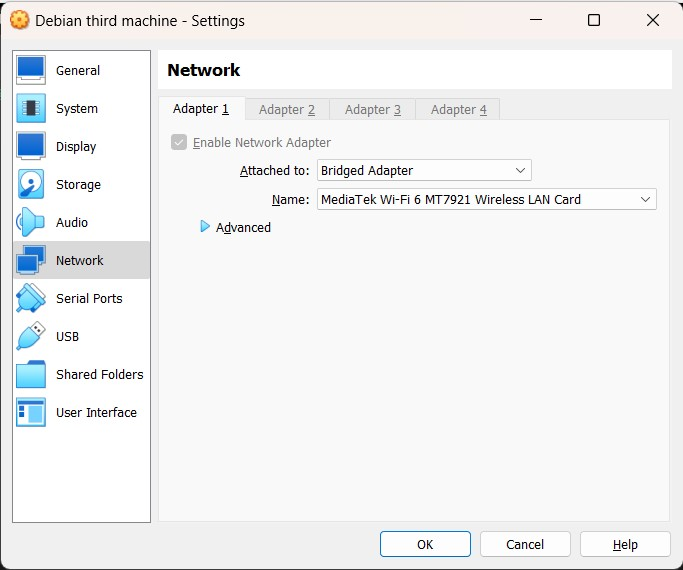 Debian third machine - Settings
General
System
Display
Storage
Audio
Network
Serial Ports
USB
Shared Folders
User Interface
Network
Adapter 1 Adapter 2 Adapter 3 Adapter 4
Enable Network Adapter
Attached to: Bridged Adapter
Name: MediaTek Wi-Fi 6 MT7921 Wireless LAN Card
Advanced
OK Cancel Help